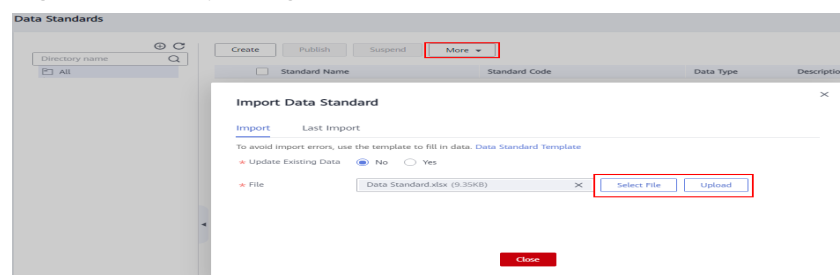 Data Standards
Directory name
All
Create Publish Suspend More
Standard Name Standard Code Data Type Descriptio
Import Data Standard
Import Last Import
To avoid import errors, use the template to fill in data. Data Standard Template
* Update Existing Data No Yes
* File Data Standard.xlsx (9.35KB) Select File Upload
Close